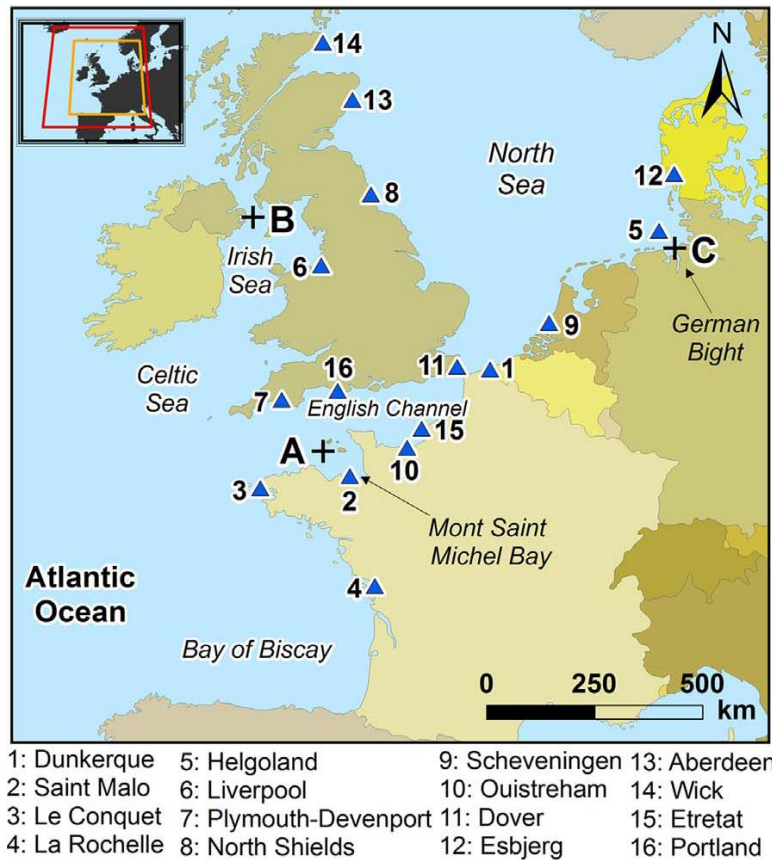 14
N
13
North
Sea
12
8
B
5
C
Irish
Sea
6
9
German
Bight
Celtic
Sea
16
11
1
7
English Channel
15
A
10
3
2
Mont Saint
Michel Bay
Atlantic
Ocean
4
Bay of Biscay
0 250 500
km
1: Dunkerque 5: Helgoland 9: Scheveningen 13: Aberdeen
2: Saint Malo 6: Liverpool 10: Ouistreham 14: Wick
3: Le Conquet 7: Plymouth-Devenport 11: Dover 15: Etretat
4: La Rochelle 8: North Shields 12: Esbjerg 16: Portland